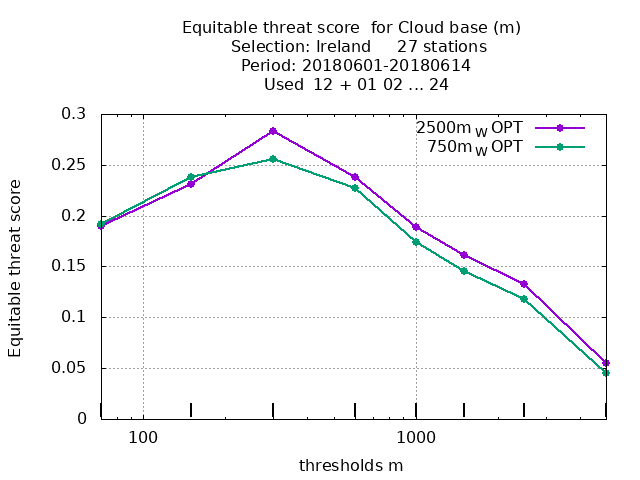 Equitable threat score  for Cloud base (m)
Selection: Ireland     27 stations
Period: 20180601-20180614
Used  12 + 01 02 ... 24
2500m W OPT
750m W OPT
0.3
0.25
0.2
0.15
0.1
0.05
0
Equitable threat score
100
1000
thresholds m